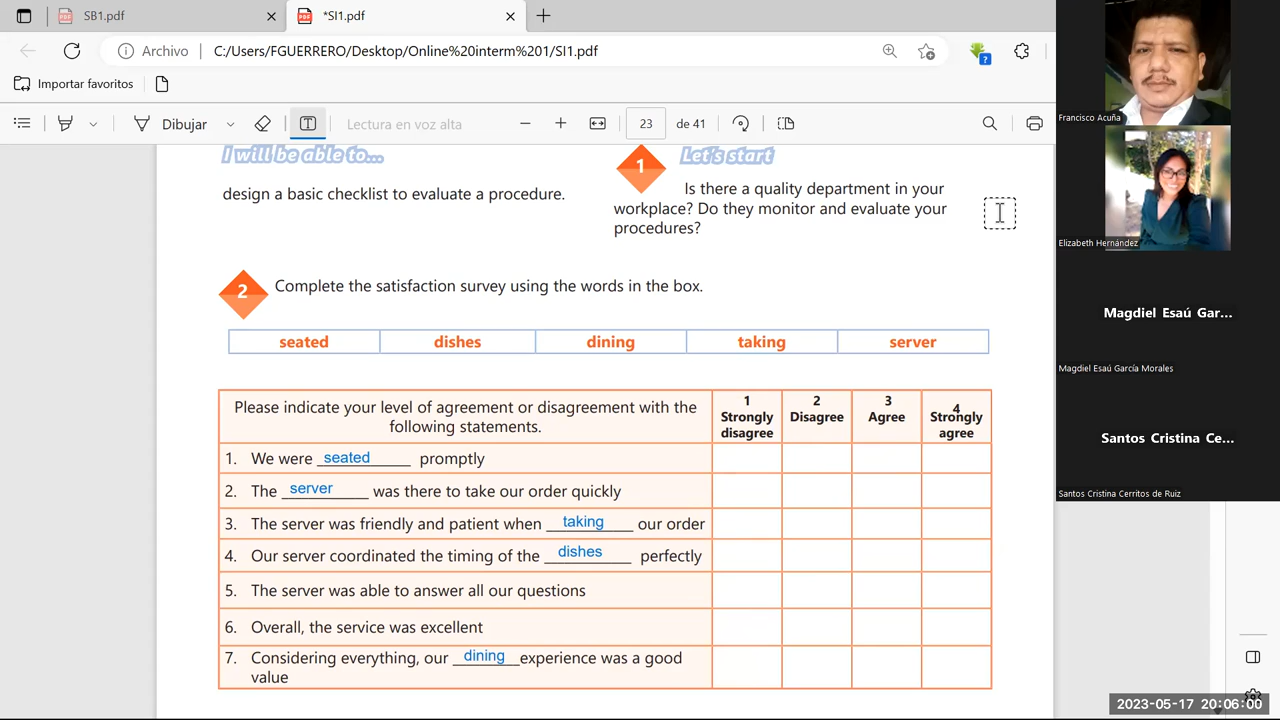 SB1.pdf
*SI1.pdf
Archivo
C:/Users/FGUERRERO/Desktop/Online%20interm%201/SI1.pdf
?
Importar favoritos
Dibujar
Lectura en voz alta
23
de 41
I will be able to...
design a basic checklist to evaluate a procedure.
1
Let's start
Is there a quality department in your
workplace? Do they monitor and evaluate your
procedures?
2
Complete the satisfaction survey using the words in the box.
seated dishes dining taking server
Please indicate your level of agreement or disagreement with the
following statements.
1
Strongly
disagree
2
Disagree
3
Agree
4
Strongly
agree
1. We were seated promptly
2. The server was there to take our order quickly
3. The server was friendly and patient when taking our order
4. Our server coordinated the timing of the dishes perfectly
5. The server was able to answer all our questions
6. Overall, the service was excellent
7. Considering everything, our dining experience was a good
value
Francisco Acuña
Elizabeth Hernández
Magdiel Esaú Gar...
Magdiel Esaú García Morales
Santos Cristina Ce...
Santos Cristina Cerritos de Ruiz
2023-05-17 20:06:00